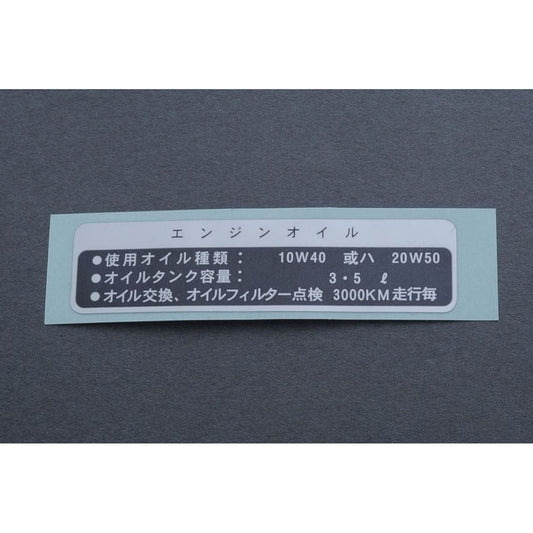 エンジンオイル
●使用オイル種類： 10W40 或ハ 20W50
●オイルタンク容量： 3・5 ℓ
●オイル交換、オイルフィルター点検 3000KM走行毎